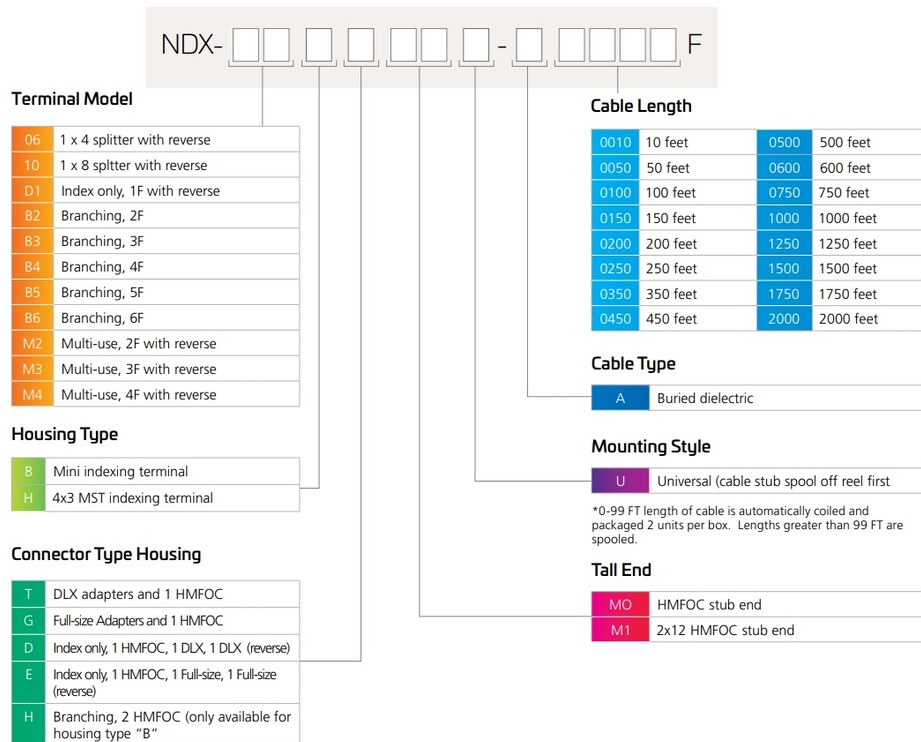 NDX- - F
Terminal Model
06 1 x 4 splitter with reverse
10 1 x 8 spltter with reverse
D1 Index only, 1F with reverse
B2 Branching, 2F
B3 Branching, 3F
B4 Branching, 4F
B5 Branching, 5F
B6 Branching, 6F
M2 Multi-use, 2F with reverse
M3 Multi-use, 3F with reverse
M4 Multi-use, 4F with reverse
Housing Type
B Mini indexing terminal
H 4x3 MST indexing terminal
Connector Type Housing
T DLX adapters and 1 HMFOC
G Full-size Adapters and 1 HMFOC
D Index only, 1 HMFOC, 1 DLX, 1 DLX (reverse)
E Index only, 1 HMFOC, 1 Full-size, 1 Full-size
(reverse)
H Branching, 2 HMFOC (only available for
housing type “B”
Cable Length
0010 10 feet 0500 500 feet
0050 50 feet 0600 600 feet
0100 100 feet 0750 750 feet
0150 150 feet 1000 1000 feet
0200 200 feet 1250 1250 feet
0250 250 feet 1500 1500 feet
0350 350 feet 1750 1750 feet
0450 450 feet 2000 2000 feet
Cable Type
A Buried dielectric
Mounting Style
U Universal (cable stub spool off reel first
*0-99 FT length of cable is automatically coiled and
packaged 2 units per box. Lengths greater than 99 FT are
spooled.
Tall End
MO HMFOC stub end
M1 2x12 HMFOC stub end